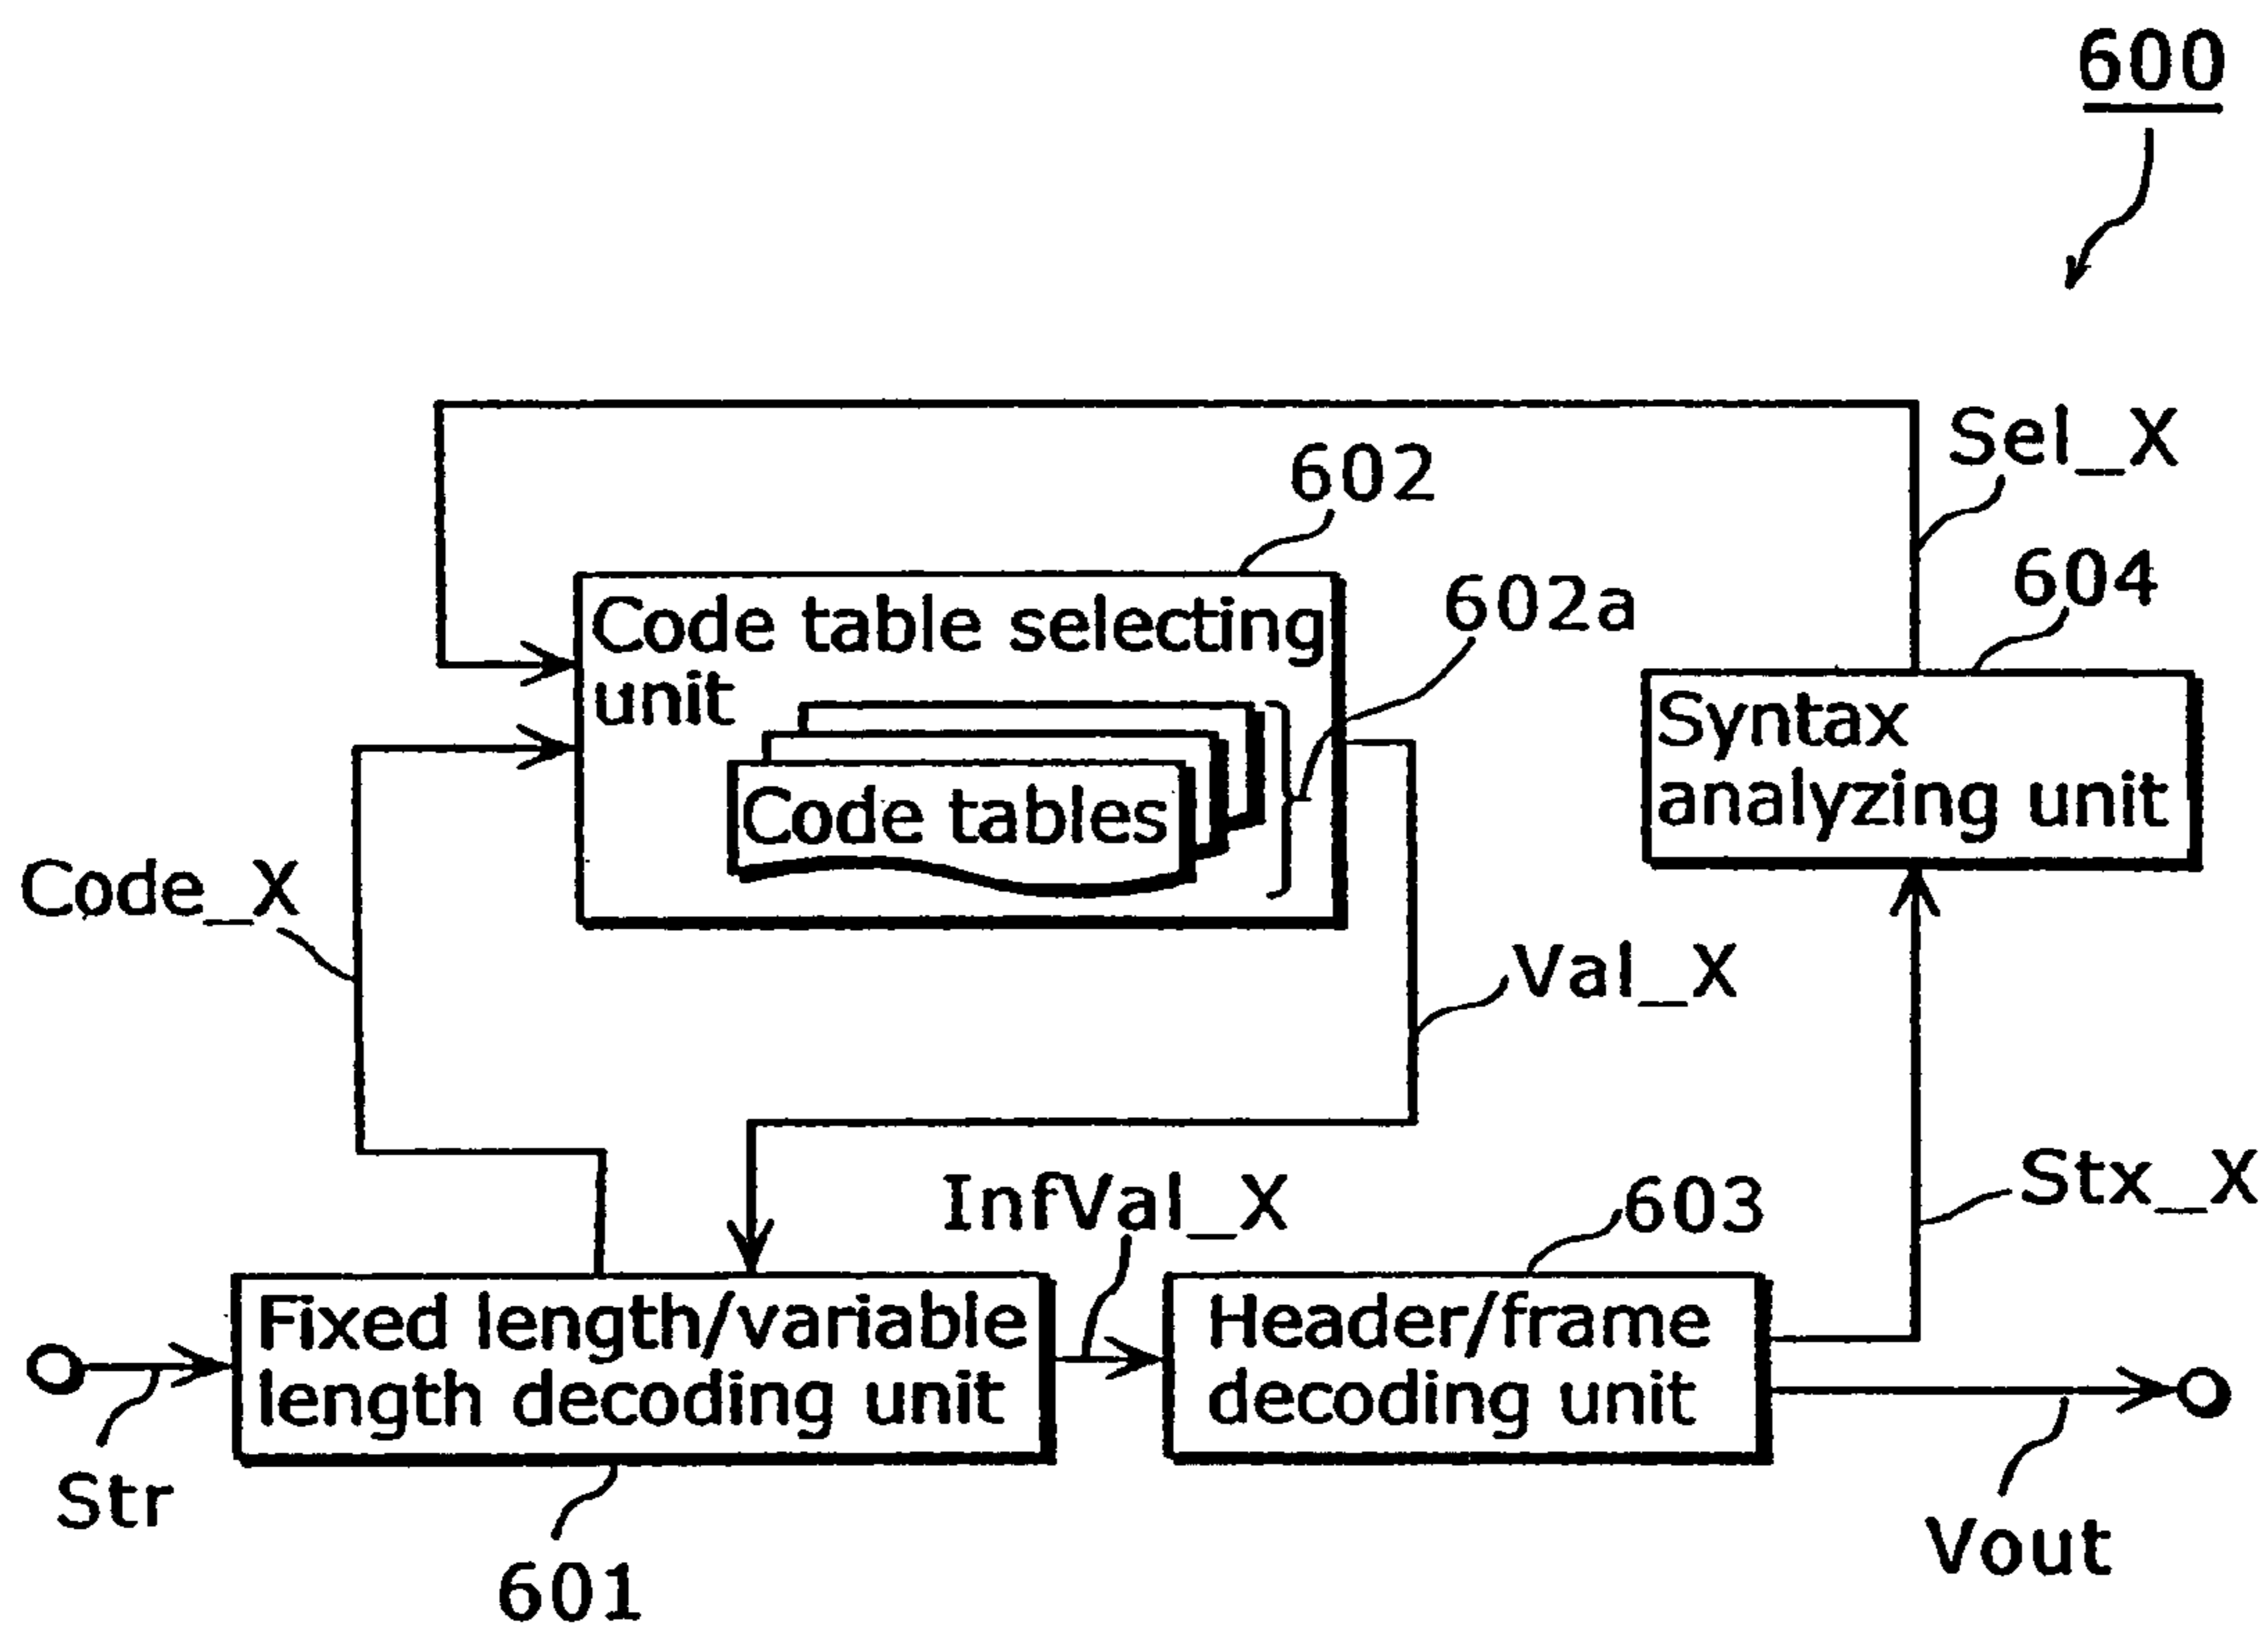 600
Sel_X
602
604
602a
Code table selecting
unit
Code tables
Syntax
analyzing unit
Code_X
Val_X
InfVal_X
603
Stx_X
Fixed length/variable
length decoding unit
Header/frame
decoding unit
Str
601
Vout